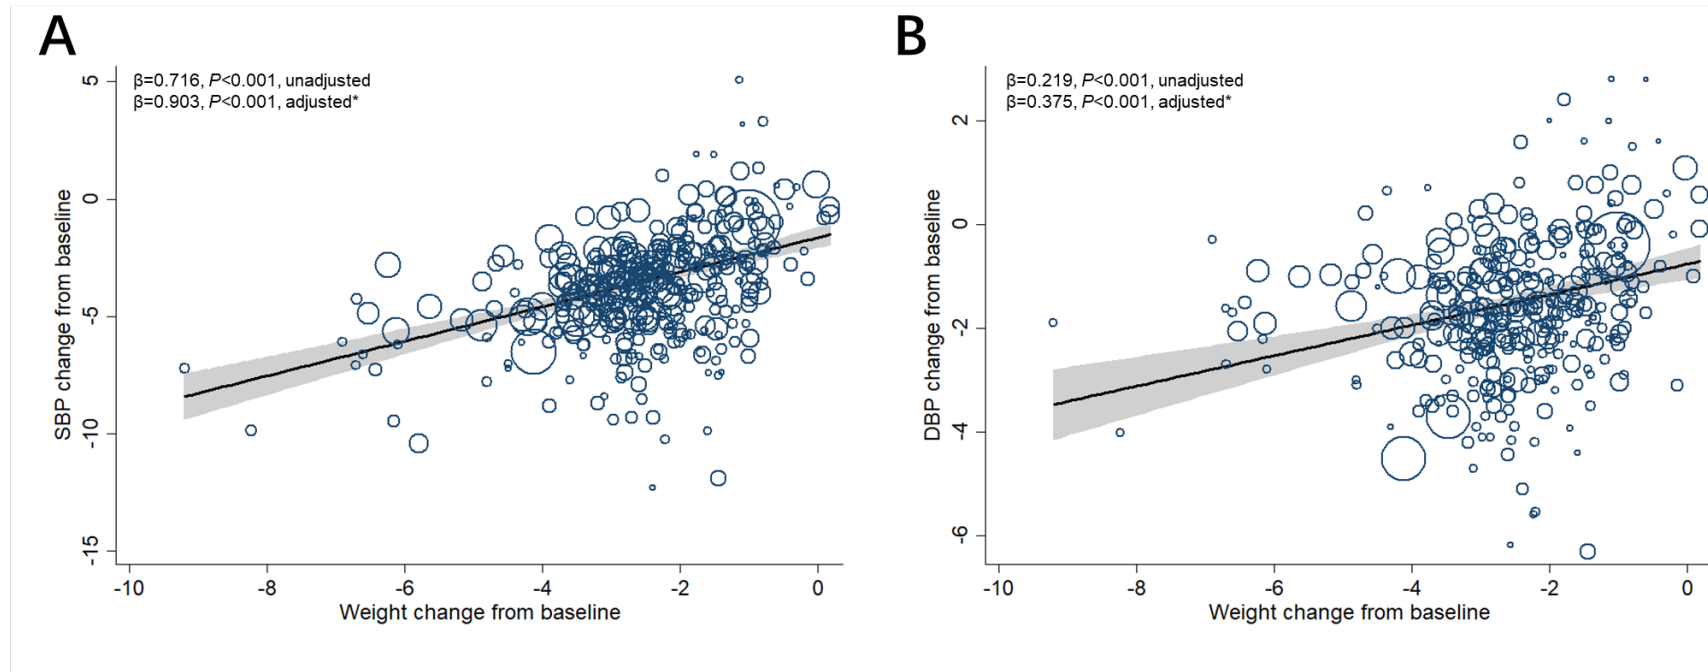 A
β=0.716, P<0.001, unadjusted
β=0.903, P<0.001, adjusted*
5
0
-5
-10
-15
SBP change from baseline
-10 -8 -6 -4 -2 0
Weight change from baseline
B
β=0.219, P<0.001, unadjusted
β=0.375, P<0.001, adjusted*
2
0
-2
-4
-6
DBP change from baseline
-10 -8 -6 -4 -2 0
Weight change from baseline